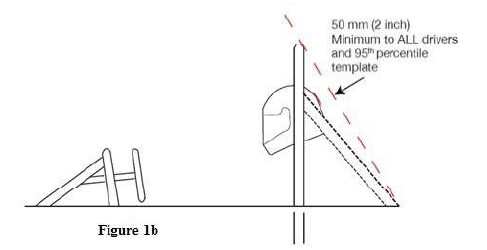 50 mm (2 inch)
Minimum to ALL drivers
and 95th percentile
template
Figure 1b